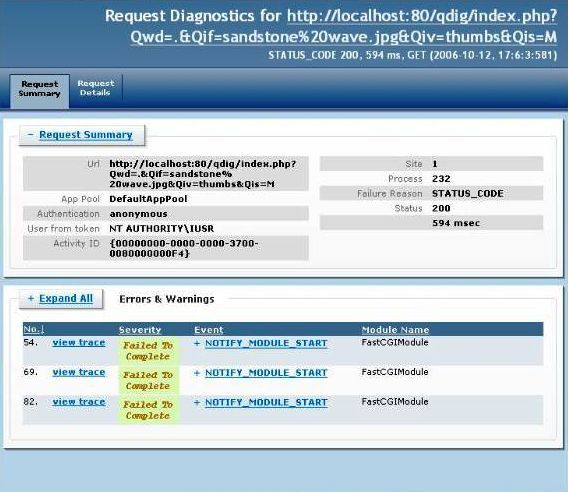 Request Diagnostics for http://localhost:80/qdig/index.php?
Qwd=.&Qif=sandstone%20wave.jpg&Qiv=thumbs&Qis=M
STATUS_CODE 200, 594 ms, GET (2006-10-12, 17:6:3:581)
Request Summary
Request Details
− Request Summary
Url http://localhost:80/qdig/index.php?
Qwd=.&Qif=sandstone%
20wave.jpg&Qiv=thumbs&Qis=M
App Pool DefaultAppPool
Authentication anonymous
User from token NT AUTHORITY\IUSR
Activity ID {00000000-0000-0000-3700-
0080000000F4}
Site 1
Process 232
Failure Reason STATUS_CODE
Status 200
594 msec
+ Expand All Errors & Warnings
No.↓ Severity Event Module Name
54. view trace Failed To Complete + NOTIFY_MODULE_START FastCGIModule
69. view trace Failed To Complete + NOTIFY_MODULE_START FastCGIModule
82. view trace Failed To Complete + NOTIFY_MODULE_START FastCGIModule